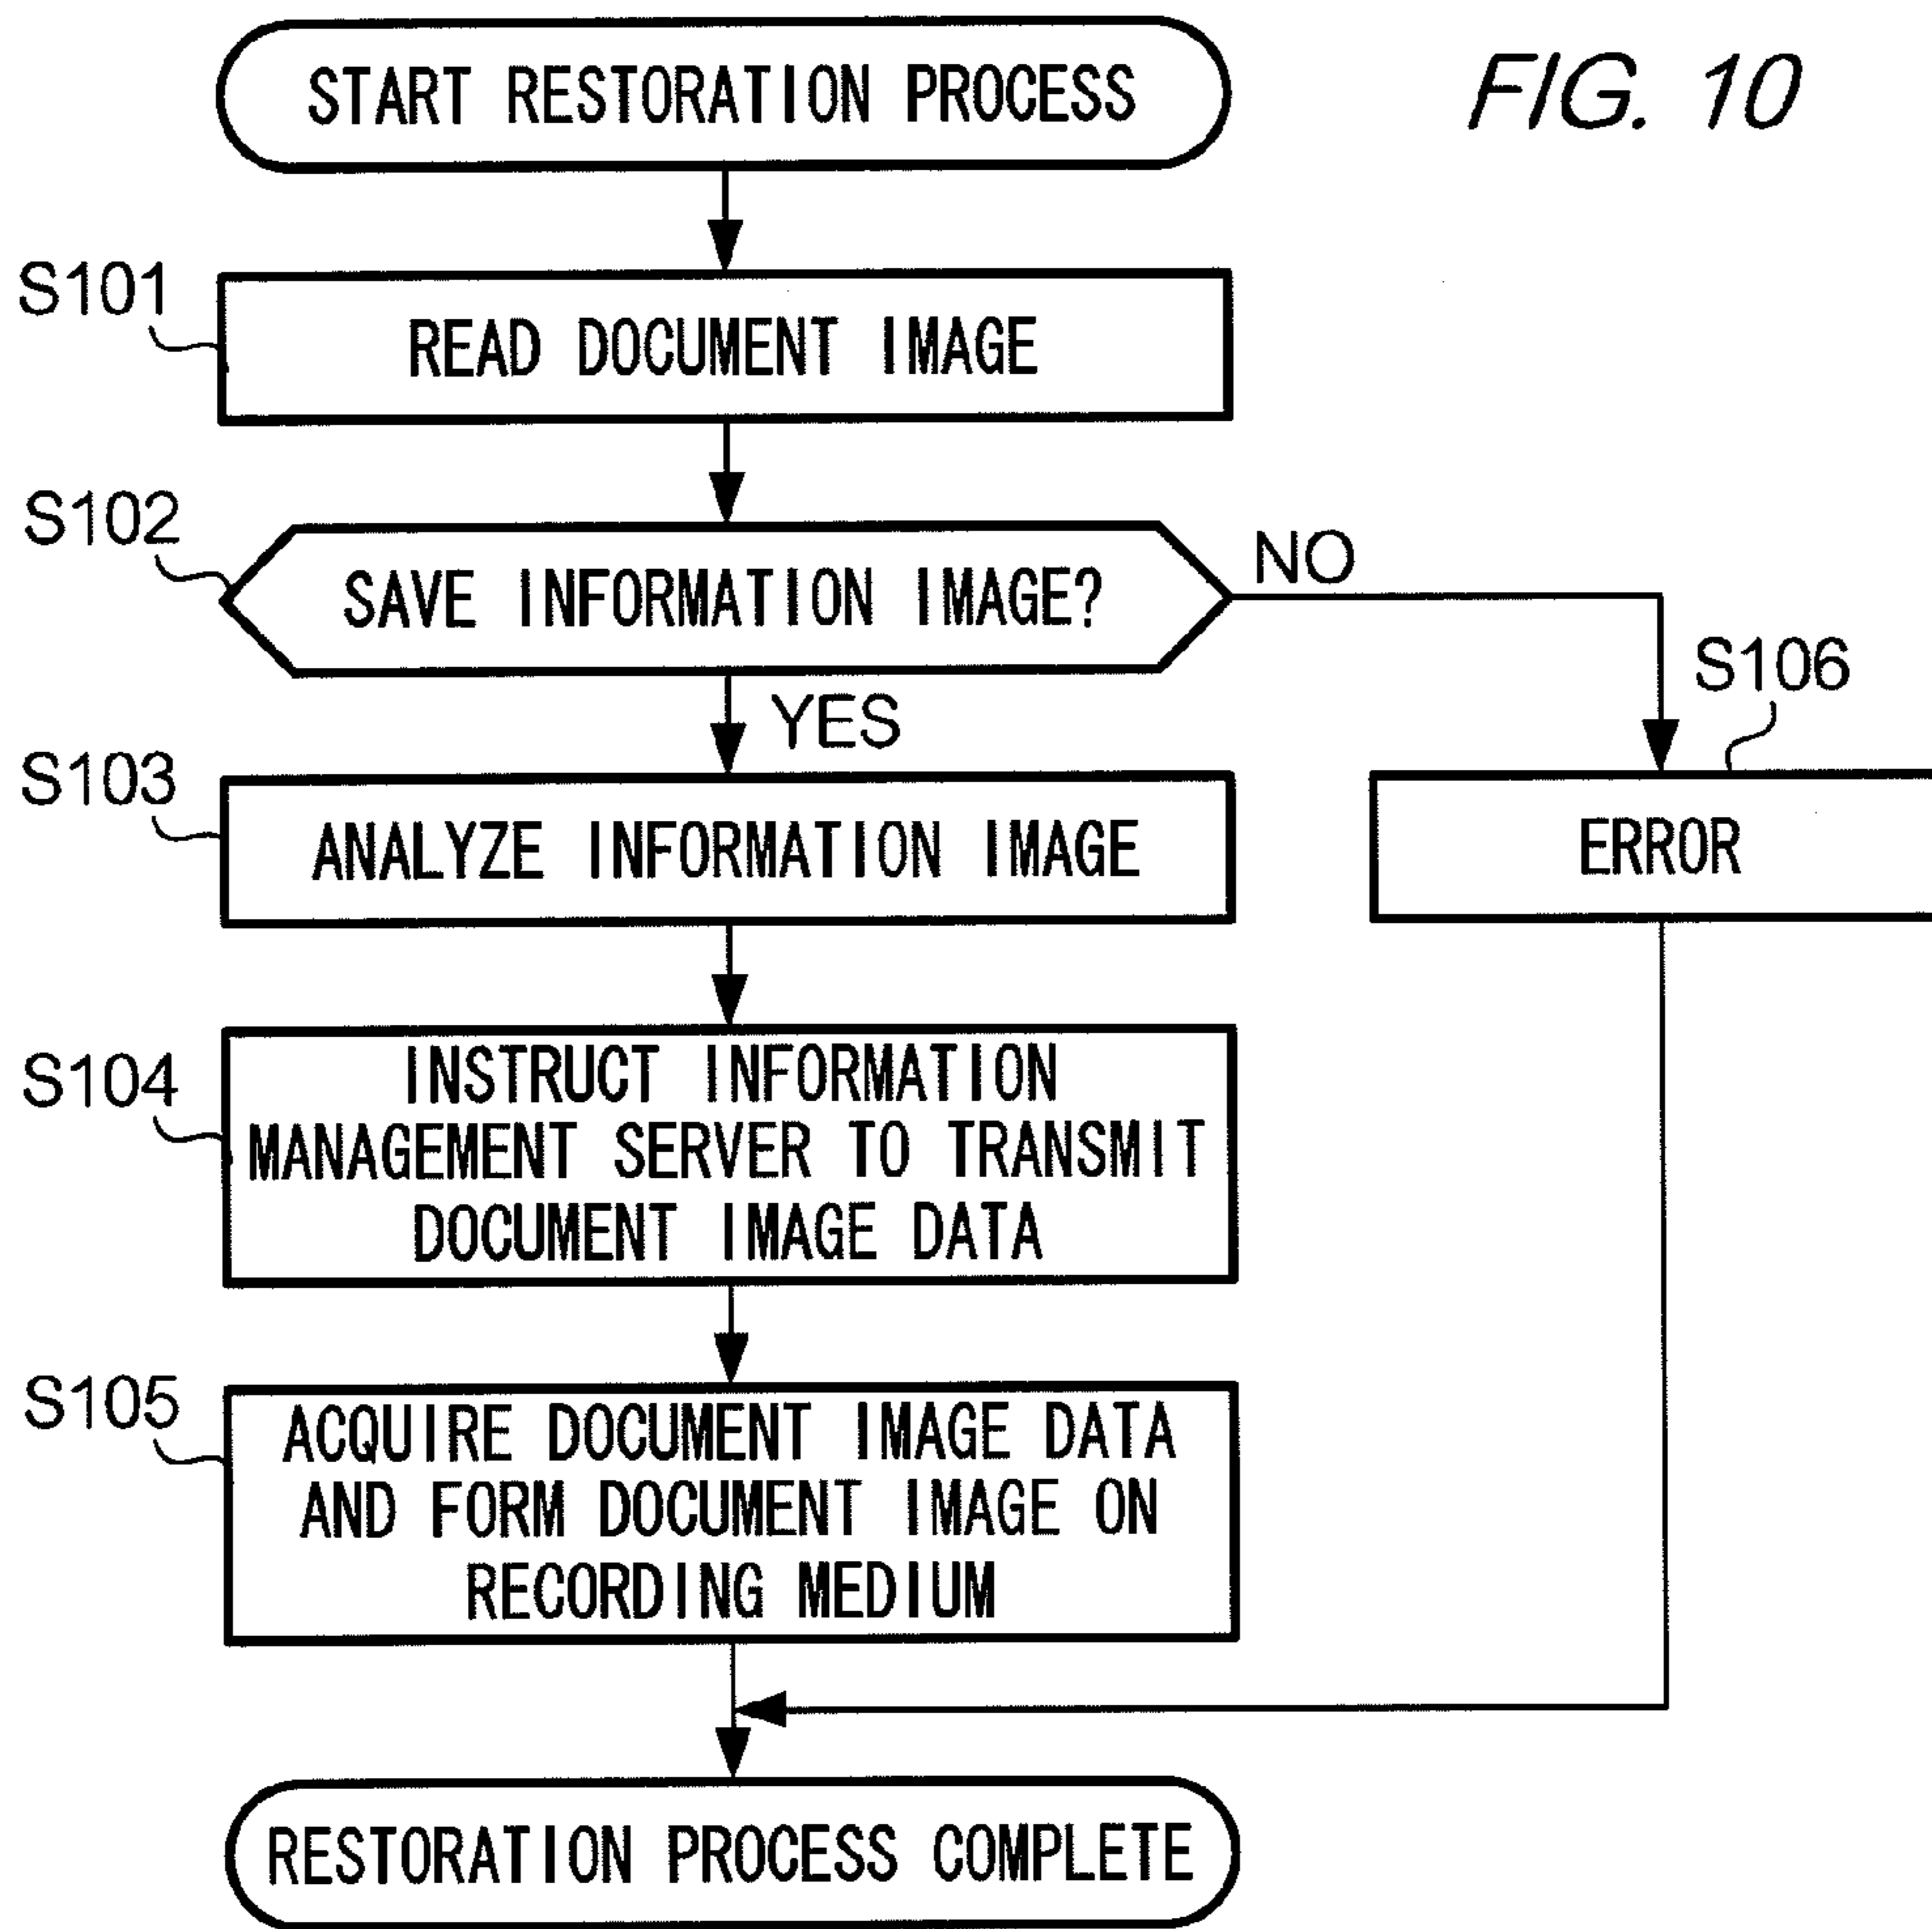 START RESTORATION PROCESS
FIG. 10
S101
READ DOCUMENT IMAGE
S102
SAVE INFORMATION IMAGE?
NO
YES
S106
S103
ANALYZE INFORMATION IMAGE
ERROR
S104
INSTRUCT INFORMATION
MANAGEMENT SERVER TO TRANSMIT
DOCUMENT IMAGE DATA
S105
ACQUIRE DOCUMENT IMAGE DATA
AND FORM DOCUMENT IMAGE ON
RECORDING MEDIUM
RESTORATION PROCESS COMPLETE